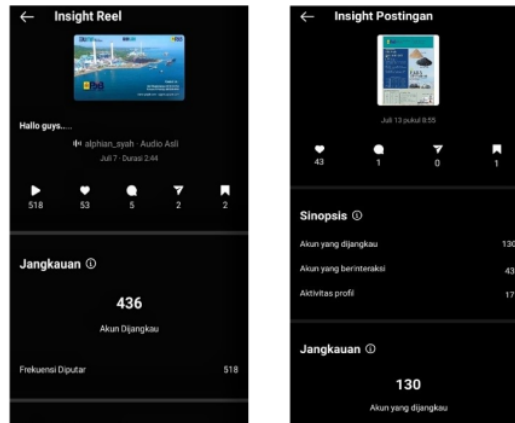 Insight Reel
Hallo guys.....
alphian_syah · Audio Asli
Juli 7 · Durasi 2:44
518
53
5
2
2
Jangkauan
436
Akun Dijangkau
Frekuensi Diputar 518
Insight Postingan
Juli 13 pukul 8:55
43
1
0
1
Sinopsis
Akun yang dijangkau 130
Akun yang berinteraksi 43
Aktivitas profil 17
Jangkauan
130
Akun yang dijangkau